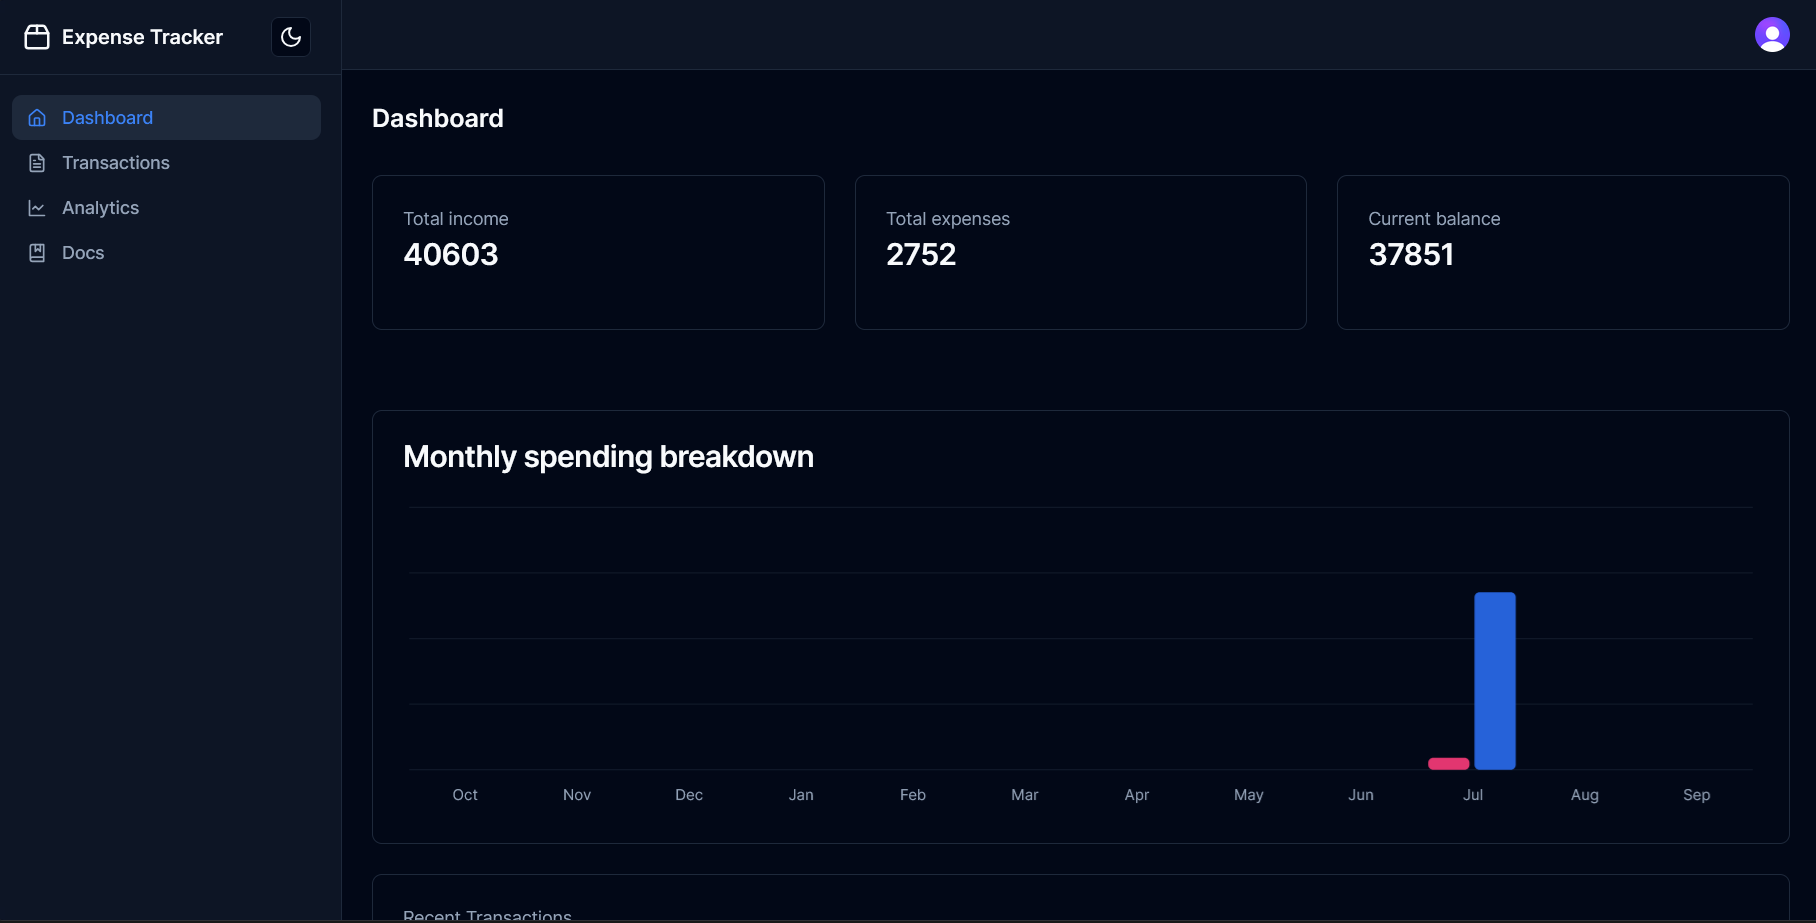 Expense Tracker
Dashboard
Transactions
Analytics
Docs
Dashboard
Total income
40603
Total expenses
2752
Current balance
37851
Monthly spending breakdown
Oct Nov Dec Jan Feb Mar Apr May Jun Jul Aug Sep
Recent Transactions